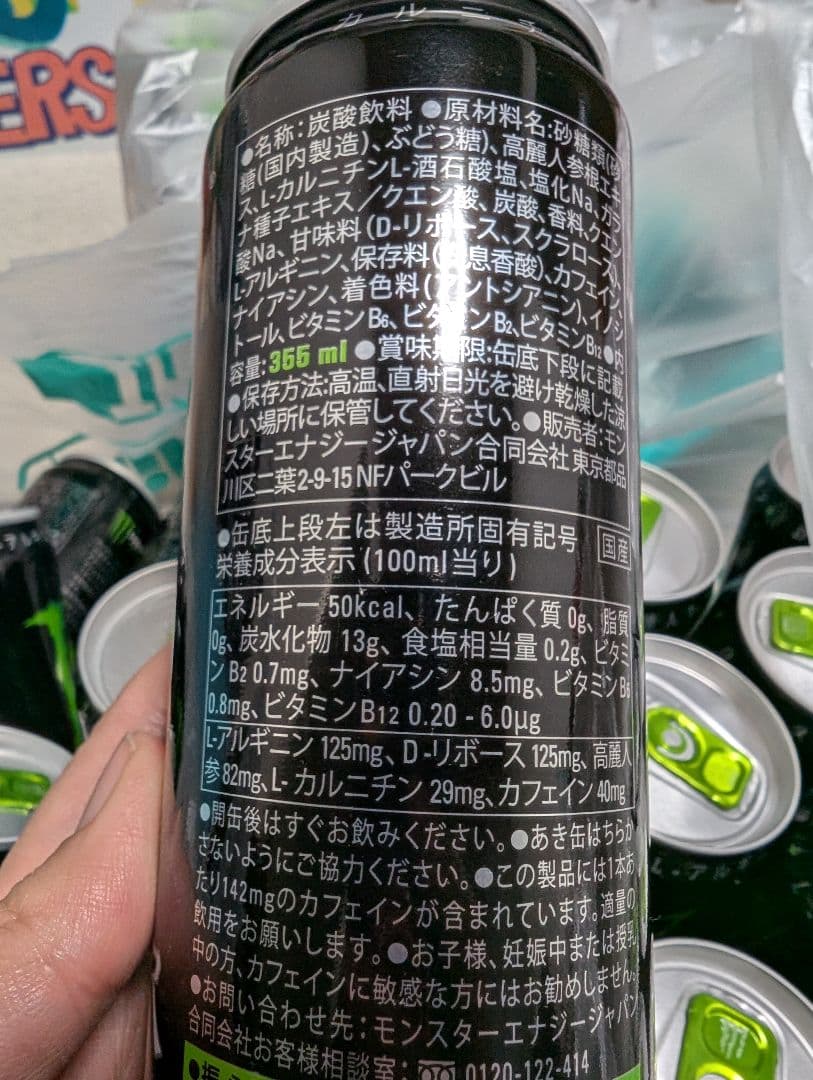 ERS
カルニチ
●名称:炭酸飲料 ●原材料名:砂糖類(砂
糖(国内製造)、ぶどう糖)、高麗人参根エキ
ス、L-カルニチンL-酒石酸塩、塩化Na、ガラ
ナ種子エキス/クエン酸、炭酸、香料、クエン
酸Na、甘味料(D-リボース、スクラロース)、
L-アルギニン、保存料(息香酸)、カフェイン、
ナイアシン、着色料(アントシアニン)、イノシ
トール、ビタミンB6、ビタミンB2、ビタミンB12 ●内
容量:355 ml ●賞味期限:缶底下段に記載
●保存方法:高温、直射日光を避け乾燥した涼
しい場所に保管してください。●販売者:モン
スターエナジージャパン合同会社 東京都品
川区二葉2-9-15 NFパークビル
●缶底上段左は製造所固有記号 国産
栄養成分表示 (100ml当り)
エネルギー 50kcal、たんぱく質 0g、脂質
0g、炭水化物 13g、食塩相当量 0.2g、ビタミ
ンB2 0.7mg、ナイアシン 8.5mg、ビタミンB6
0.8mg、ビタミンB12 0.20 - 6.0μg
L-アルギニン 125mg、D-リボース 125mg、高麗人
参 82mg、L-カルニチン 29mg、カフェイン 40mg
●開缶後はすぐお飲みください。●あき缶はちらか
さないようにご協力ください。●この製品には1本あ
たり142mgのカフェインが含まれています。適量の
飲用をお願いします。●お子様、妊娠中または授乳
中の方、カフェインに敏感な方にはお勧めしません。
●お問い合わせ先:モンスターエナジージャパン
合同会社お客様相談室: 0120-122-414